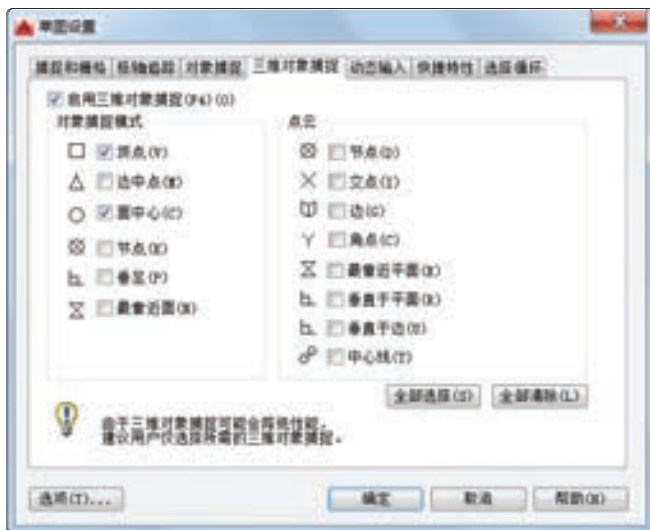 草图设置
捕捉和栅格 极轴追踪 对象捕捉 三维对象捕捉 动态输入 快捷特性 选择循环
启用三维对象捕捉(F4)(O)
对象捕捉模式
顶点(V)
边中点(M)
面中心(C)
节点(K)
垂足(P)
最靠近面(N)
点云
节点(D)
交点(I)
边(G)
角点(C)
最靠近平面(E)
垂直于平面(R)
垂直于边(U)
中心线(T)
全部选择(S) 全部清除(L)
由于三维对象捕捉可能会降低性能，
建议用户仅选择所需的三维对象捕捉。
选项(T)... 确定 取消 帮助(H)